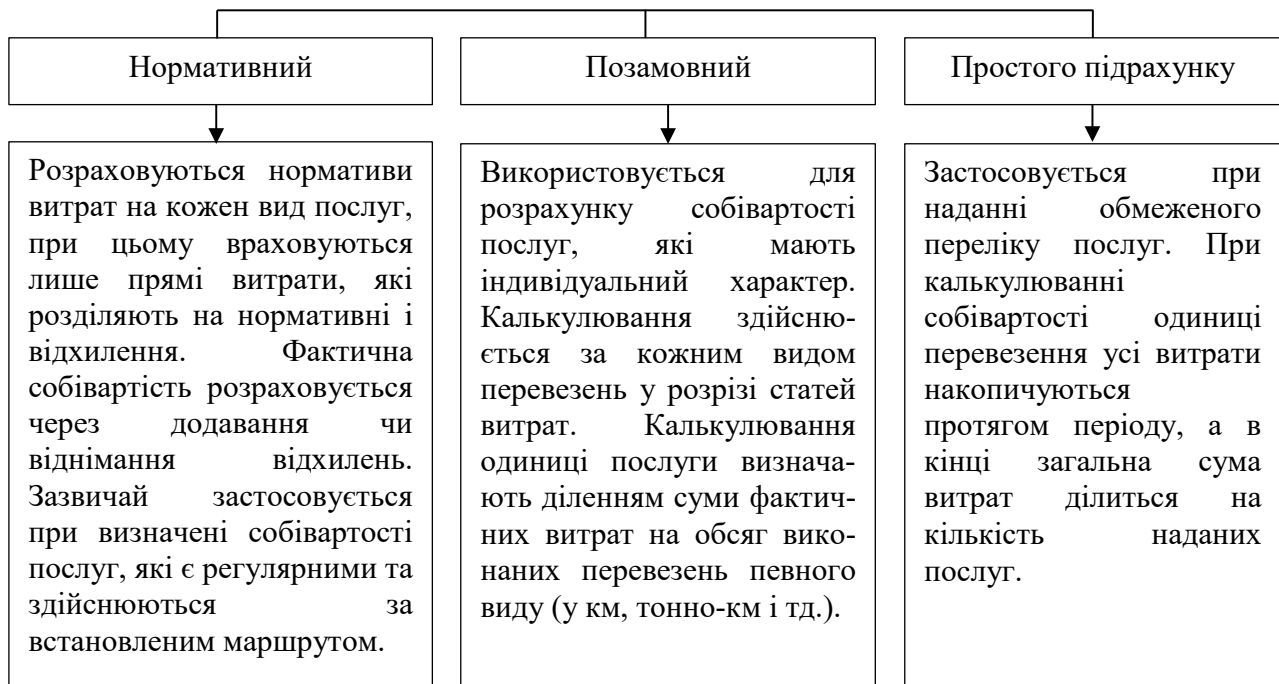 Нормативний
Розраховуються нормативи
витрат на кожен вид послуг,
при цьому враховуються
лише прямі витрати, які
розділяють на нормативні і
відхилення. Фактична
собівартість розраховується
через додавання чи
віднімання відхилень.
Зазвичай застосовується
при визначені собівартості
послуг, які є регулярними та
здійснюються за
встановленим маршрутом.
Позамовний
Використовується для
розрахунку собівартості
послуг, які мають
індивідуальний характер.
Калькулювання здійсню-
ється за кожним видом
перевезень у розрізі статей
витрат. Калькулювання
одиниці послуги визнача-
ють діленням суми фактич-
них витрат на обсяг вико-
наних перевезень певного
виду (у км, тонно-км і тд.).
Простого підрахунку
Застосовується при
наданні обмеженого
переліку послуг. При
калькулюванні
собівартості одиниці
перевезення усі витрати
накопичуються
протягом періоду, а в
кінці загальна сума
витрат ділиться на
кількість наданих
послуг.